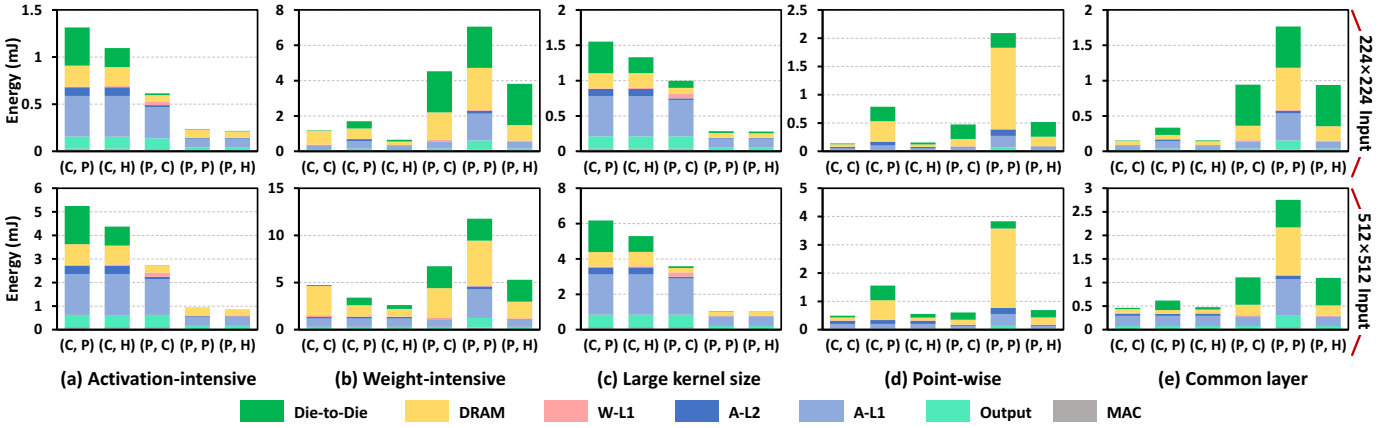 Energy (mJ)
1.5
1
0.5
0
(C, P) (C, H) (P, C) (P, P) (P, H)
8
6
4
2
0
(C, C) (C, P) (C, H) (P, C) (P, P) (P, H)
2
1.5
1
0.5
0
(C, P) (C, H) (P, C) (P, P) (P, H)
2.5
2
1.5
1
0.5
0
(C, C) (C, P) (C, H) (P, C) (P, P) (P, H)
2
1.5
1
0.5
0
(C, C) (C, P) (C, H) (P, C) (P, P) (P, H)
224×224 Input
Energy (mJ)
6
5
4
3
2
1
0
(C, P) (C, H) (P, C) (P, P) (P, H)
15
10
5
0
(C, C) (C, P) (C, H) (P, C) (P, P) (P, H)
8
6
4
2
0
(C, P) (C, H) (P, C) (P, P) (P, H)
5
4
3
2
1
0
(C, C) (C, P) (C, H) (P, C) (P, P) (P, H)
3
2.5
2
1.5
1
0.5
0
(C, C) (C, P) (C, H) (P, C) (P, P) (P, H)
512×512 Input
(a) Activation-intensive
(b) Weight-intensive
(c) Large kernel size
(d) Point-wise
(e) Common layer
Die-to-Die DRAM W-L1 A-L2 A-L1 Output MAC